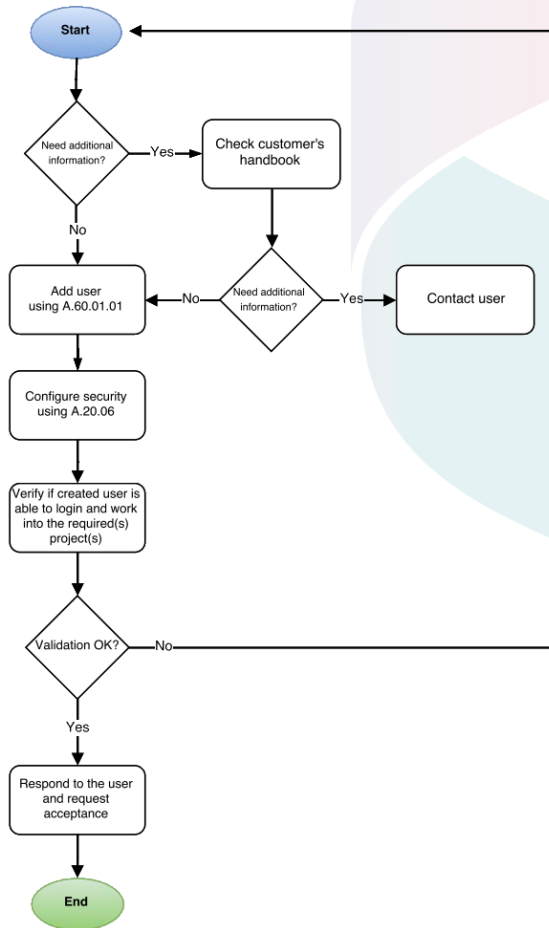 Start
Need additional
information?
Yes
Check customer's
handbook
No
Add user
using A.60.01.01
No
Need additional
information?
Yes
Contact user
Configure security
using A.20.06
Verify if created user is
able to login and work
into the required(s)
project(s)
Validation OK?
No
Yes
Respond to the user
and request
acceptance
End